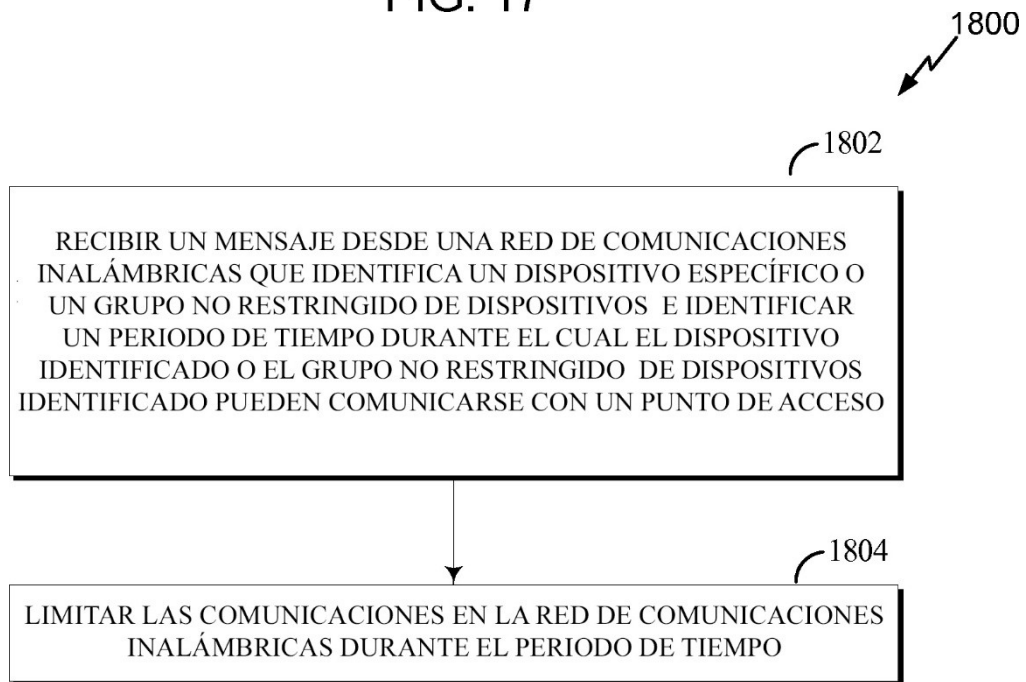 FIG. 17
1800
1802
RECIBIR UN MENSAJE DESDE UNA RED DE COMUNICACIONES
INALÁMBRICAS QUE IDENTIFICA UN DISPOSITIVO ESPECÍFICO O
UN GRUPO NO RESTRINGIDO DE DISPOSITIVOS E IDENTIFICAR
UN PERIODO DE TIEMPO DURANTE EL CUAL EL DISPOSITIVO
IDENTIFICADO O EL GRUPO NO RESTRINGIDO DE DISPOSITIVOS
IDENTIFICADO PUEDEN COMUNICARSE CON UN PUNTO DE ACCESO
1804
LIMITAR LAS COMUNICACIONES EN LA RED DE COMUNICACIONES
INALÁMBRICAS DURANTE EL PERIODO DE TIEMPO